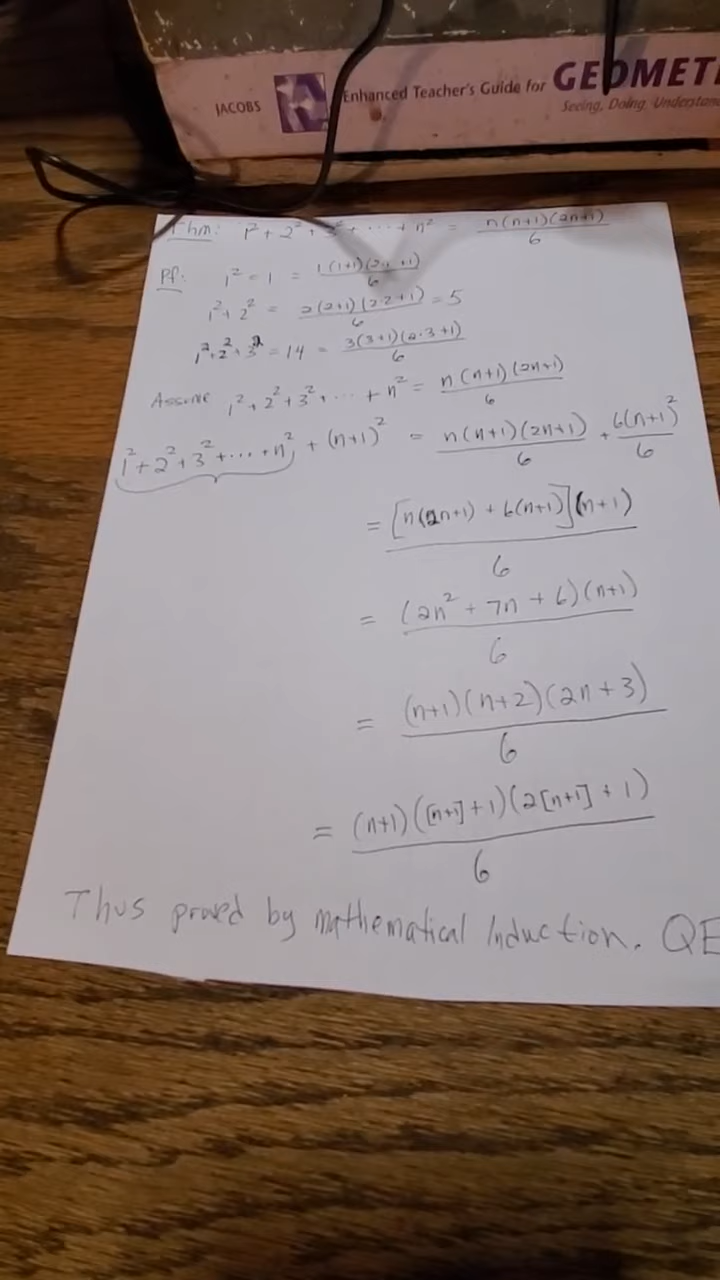 JACOBS Enhanced Teacher's Guide for GEOMET
Seeing, Doing, Understan
Thm: 1² + 2² + 3² + ... + n² = n(n+1)(2n+1) / 6
Pf: 1² = 1 = 1(1+1)(2·1+1) / 6
1² + 2² = 2(2+1)(2·2+1) / 6 = 5
1² + 2² + 3² = 14 = 3(3+1)(2·3+1) / 6
Assume 1² + 2² + 3² + ... + n² = n(n+1)(2n+1) / 6
1² + 2² + 3² + ... + n² + (n+1)² = n(n+1)(2n+1) / 6 + 6(n+1)² / 6
= [n(2n+1) + 6(n+1)](n+1) / 6
= (2n² + 7n + 6)(n+1) / 6
= (n+1)(n+2)(2n+3) / 6
= (n+1)([n+1]+1)(2[n+1]+1) / 6
Thus proved by mathematical Induction. QE